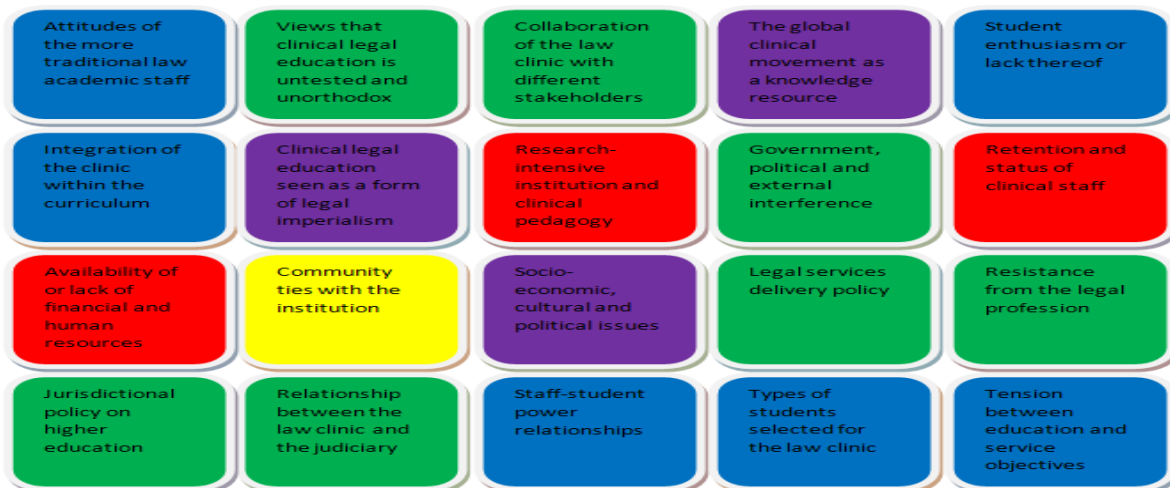 Attitudes of
the more
traditional law
academic staff
Views that
clinical legal
education is
untested and
unorthodox
Collaboration
of the law
clinic with
different
stakeholders
The global
clinical
movement as
a knowledge
resource
Student
enthusiasm or
lack thereof
Integration of
the clinic
within the
curriculum
Clinical legal
education
seen as a form
of legal
imperialism
Research-
intensive
institution and
clinical
pedagogy
Government,
political and
external
interference
Retention and
status of
clinical staff
Availability of
or lack of
financial and
human
resources
Community
ties with the
institution
Socio-
economic,
cultural and
political issues
Legal services
delivery policy
Resistance
from the legal
profession
Jurisdictional
policy on
higher
education
Relationship
between the
law clinic and
the judiciary
Staff-student
power
relationships
Types of
students
selected for
the law clinic
Tension
between
education and
service
objectives